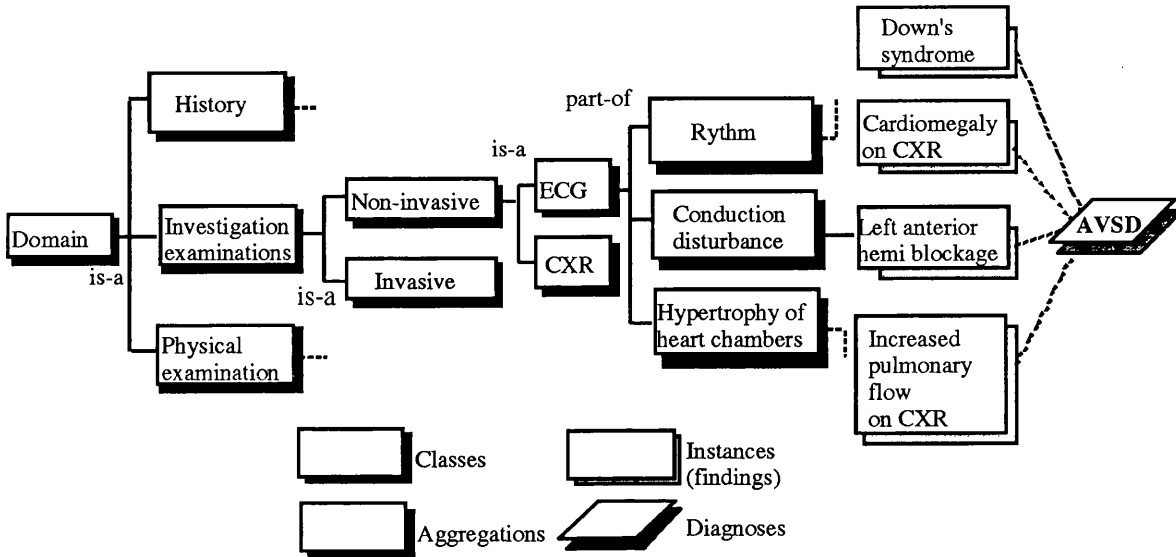 Down's
syndrome
History
part-of
Rythm
Cardiomegaly
on CXR
is-a
ECG
Non-invasive
Domain
Investigation
examinations
Conduction
disturbance
Left anterior
hemi blockage
AVSD
is-a
CXR
Invasive
is-a
Physical
examination
Hypertrophy of
heart chambers
Increased
pulmonary
flow
on CXR
Classes
Instances
(findings)
Aggregations
Diagnoses